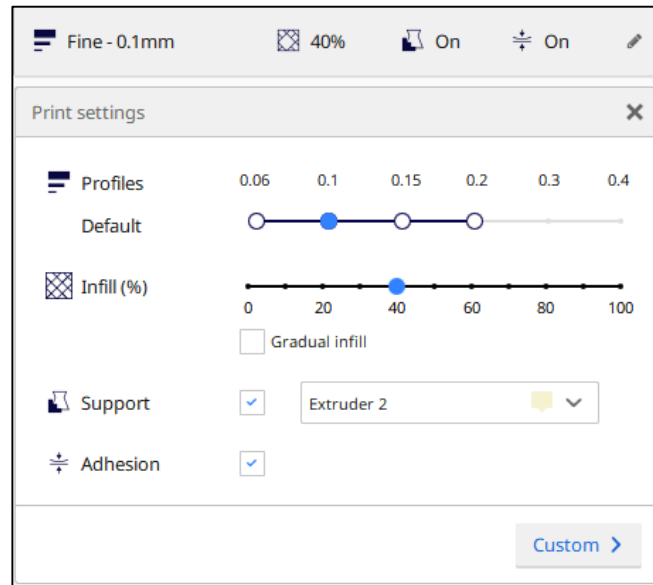 Fine - 0.1mm 40% On On
Print settings
Profiles 0.06 0.1 0.15 0.2 0.3 0.4
Default
Infill (%)
0 20 40 60 80 100
Gradual infill
Support Extruder 2
Adhesion
Custom